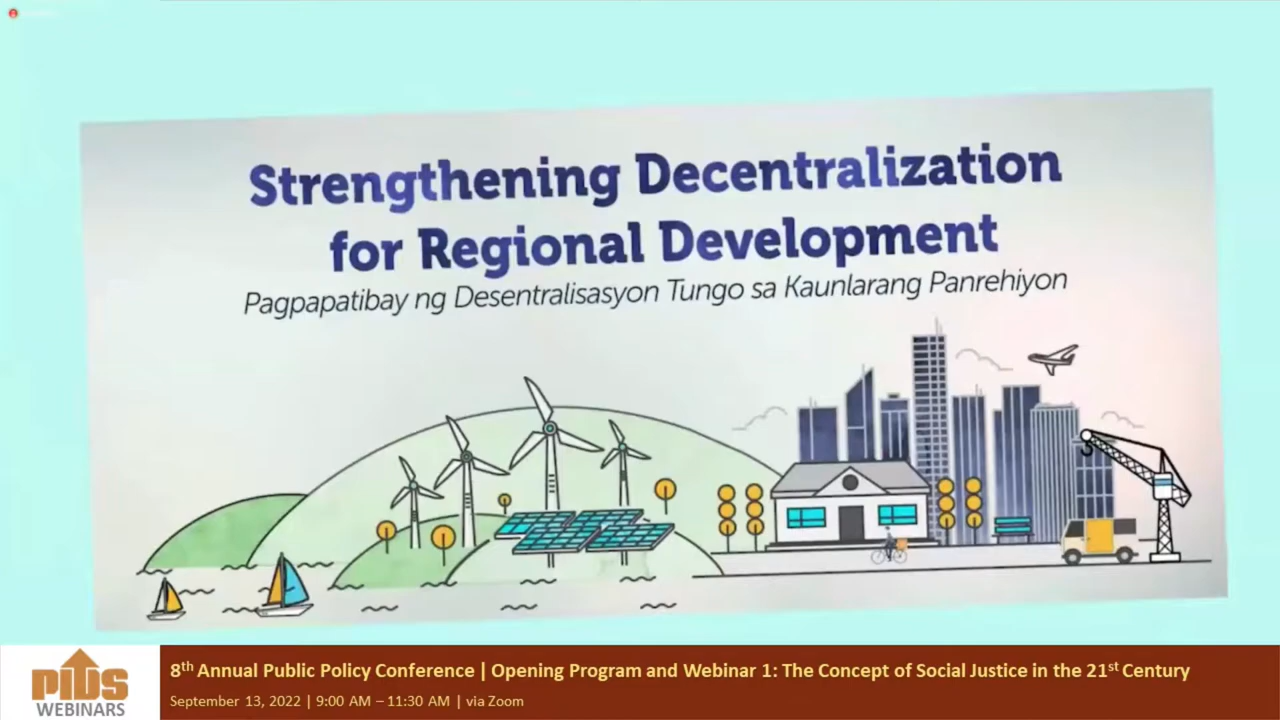 Strengthening Decentralization
for Regional Development
Pagpapatibay ng Desentralisasyon Tungo sa Kaunlarang Panrehiyon
pids
WEBINARS
8th Annual Public Policy Conference | Opening Program and Webinar 1: The Concept of Social Justice in the 21st Century
September 13, 2022 | 9:00 AM – 11:30 AM | via Zoom